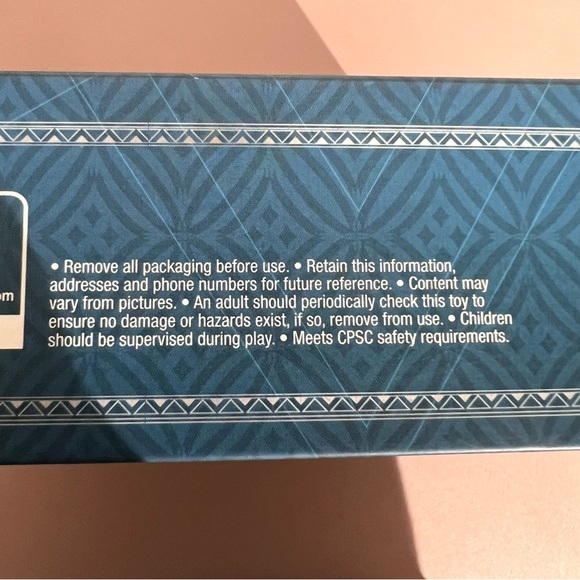 • Remove all packaging before use. • Retain this information,
addresses and phone numbers for future reference. • Content may
vary from pictures. • An adult should periodically check this toy to
ensure no damage or hazards exist, if so, remove from use. • Children
should be supervised during play. • Meets CPSC safety requirements.
om